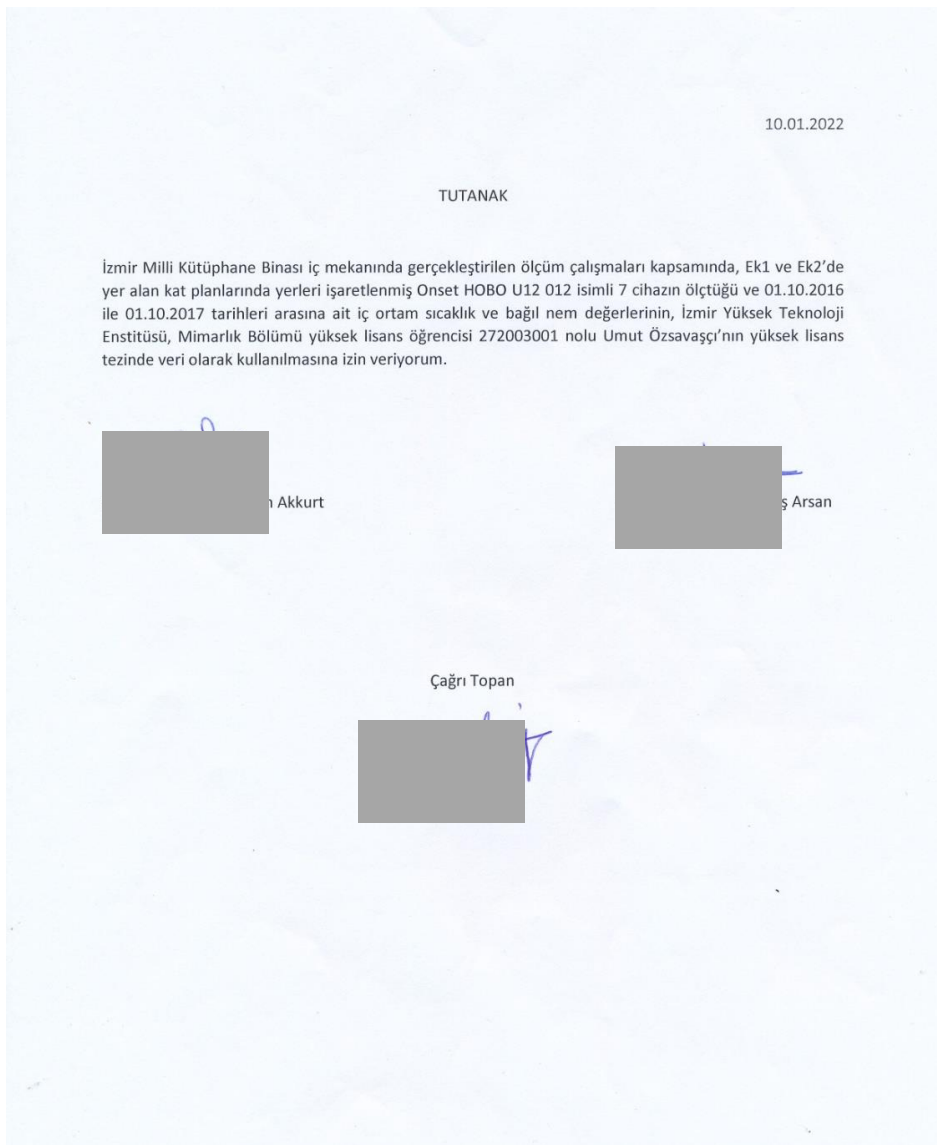 10.01.2022
TUTANAK
İzmir Milli Kütüphane Binası iç mekanında gerçekleştirilen ölçüm çalışmaları kapsamında, Ek1 ve Ek2’de
yer alan kat planlarında yerleri işaretlenmiş Onset HOBO U12 012 isimli 7 cihazın ölçtüğü ve 01.10.2016
ile 01.10.2017 tarihleri arasına ait iç ortam sıcaklık ve bağıl nem değerlerinin, İzmir Yüksek Teknoloji
Enstitüsü, Mimarlık Bölümü yüksek lisans öğrencisi 272003001 nolu Umut Özsavaşçı’nın yüksek lisans
tezinde veri olarak kullanılmasına izin veriyorum.
Akkurt
Arsan
Çağrı Topan